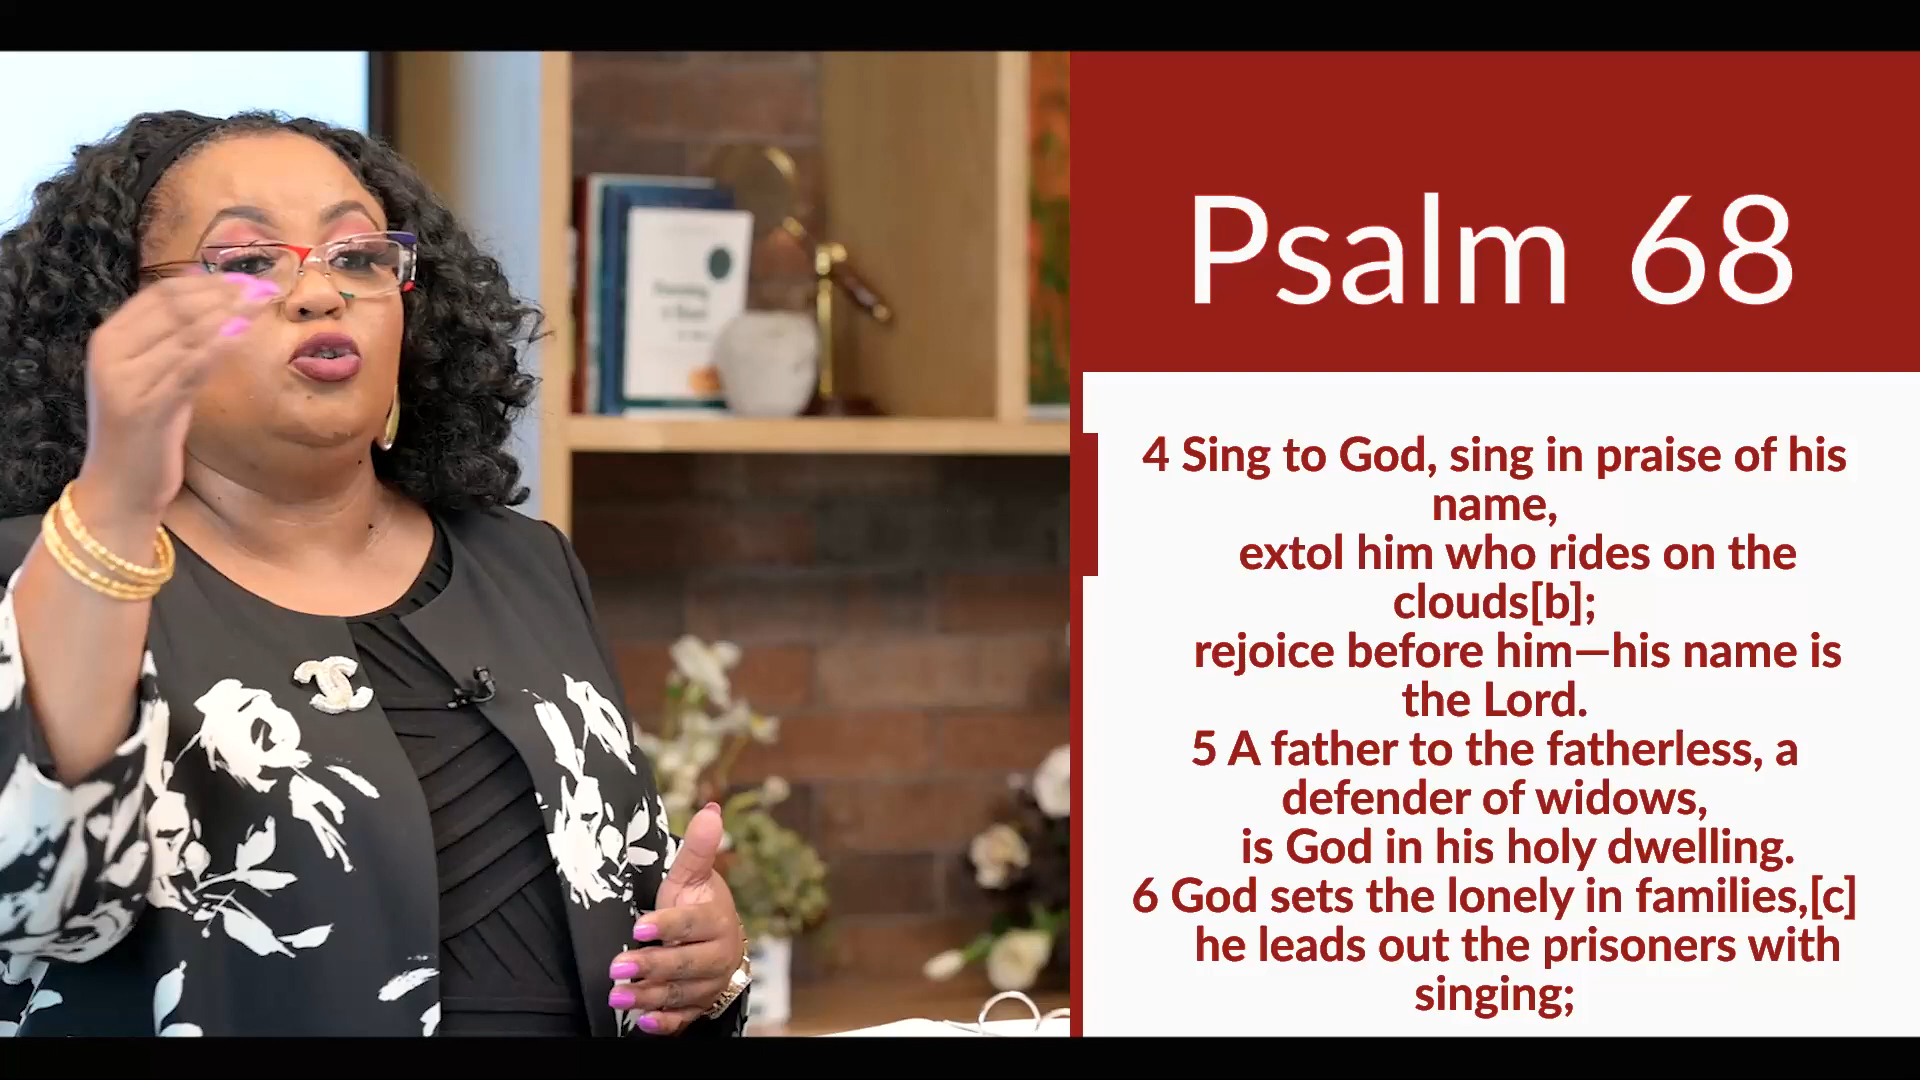 Psalm 68
4 Sing to God, sing in praise of his
name,
extol him who rides on the
clouds[b];
rejoice before him—his name is
the Lord.
5 A father to the fatherless, a
defender of widows,
is God in his holy dwelling.
6 God sets the lonely in families,[c]
he leads out the prisoners with
singing;